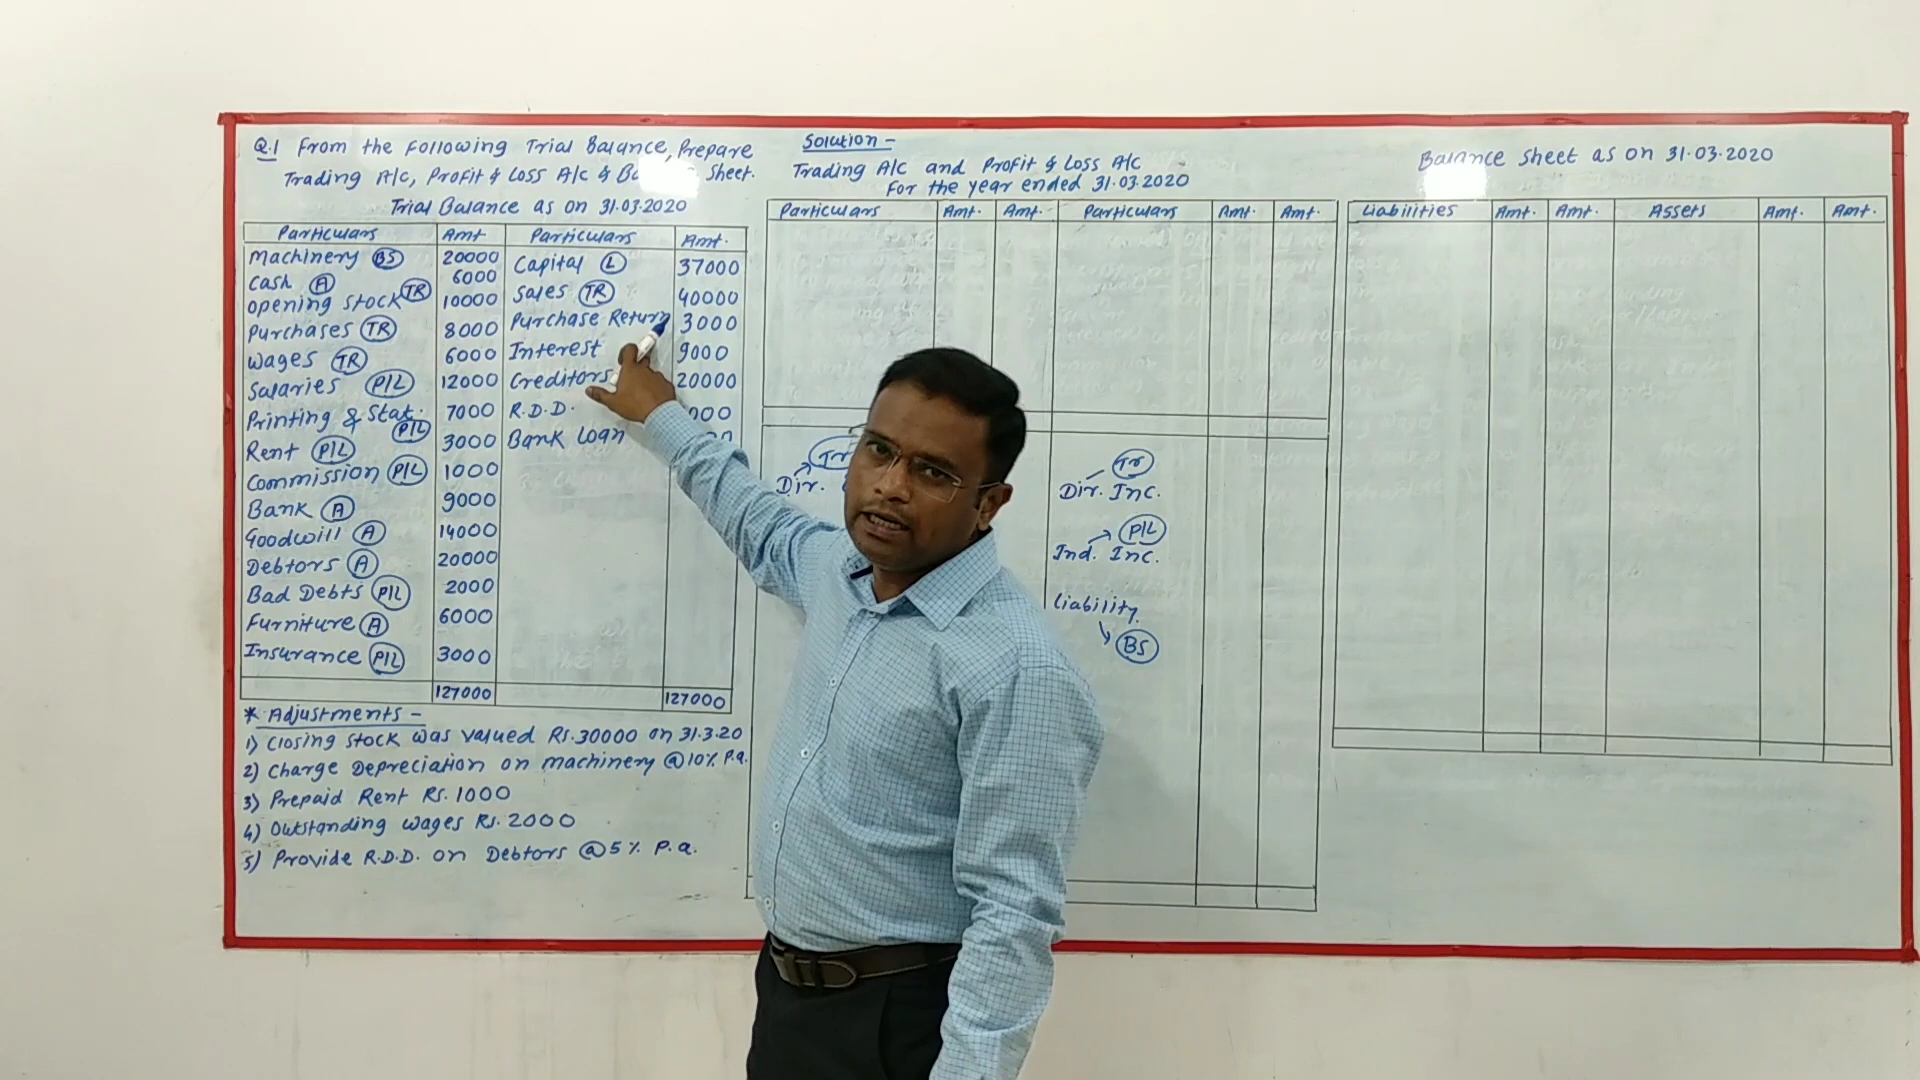 Q.1 From the Following Trial Balance, Prepare
Trading A/c, Profit & Loss A/c & Sheet.
Trial Balance as on 31.03.2020
Particulars Amt Particulars Amt.
Machinery BS 20000 Capital L 37000
Cash A 6000 Sales TR 40000
Opening Stock TR 10000 Purchase Return 3000
Purchases TR 8000 Interest 9000
Wages TR 6000 Creditors 20000
Salaries P/L 12000 R.D.D.
Printing & Stat. P/L 7000 Bank Loan
Rent P/L 3000
Commission P/L 1000
Bank A 9000
Goodwill A 14000
Debtors A 20000
Bad Debts P/L 2000
Furniture A 6000
Insurance P/L 3000
127000 127000
* Adjustments -
1) Closing Stock was valued Rs.30000 on 31.3.20
2) Charge Depreciation on machinery @10% p.a.
3) Prepaid Rent Rs.1000
4) Outstanding wages Rs.2000
5) Provide R.D.D. on Debtors @5% p.a.
Solution -
Trading A/c and Profit & Loss A/c
For the year ended 31.03.2020
Particulars Amt. Amt. Particulars Amt. Amt.
Tr
Dir.
Tr
Dir. Inc.
P/L
Ind. Inc.
Liability
BS
Balance Sheet as on 31.03.2020
Liabilities Amt. Amt. Assets Amt. Amt.